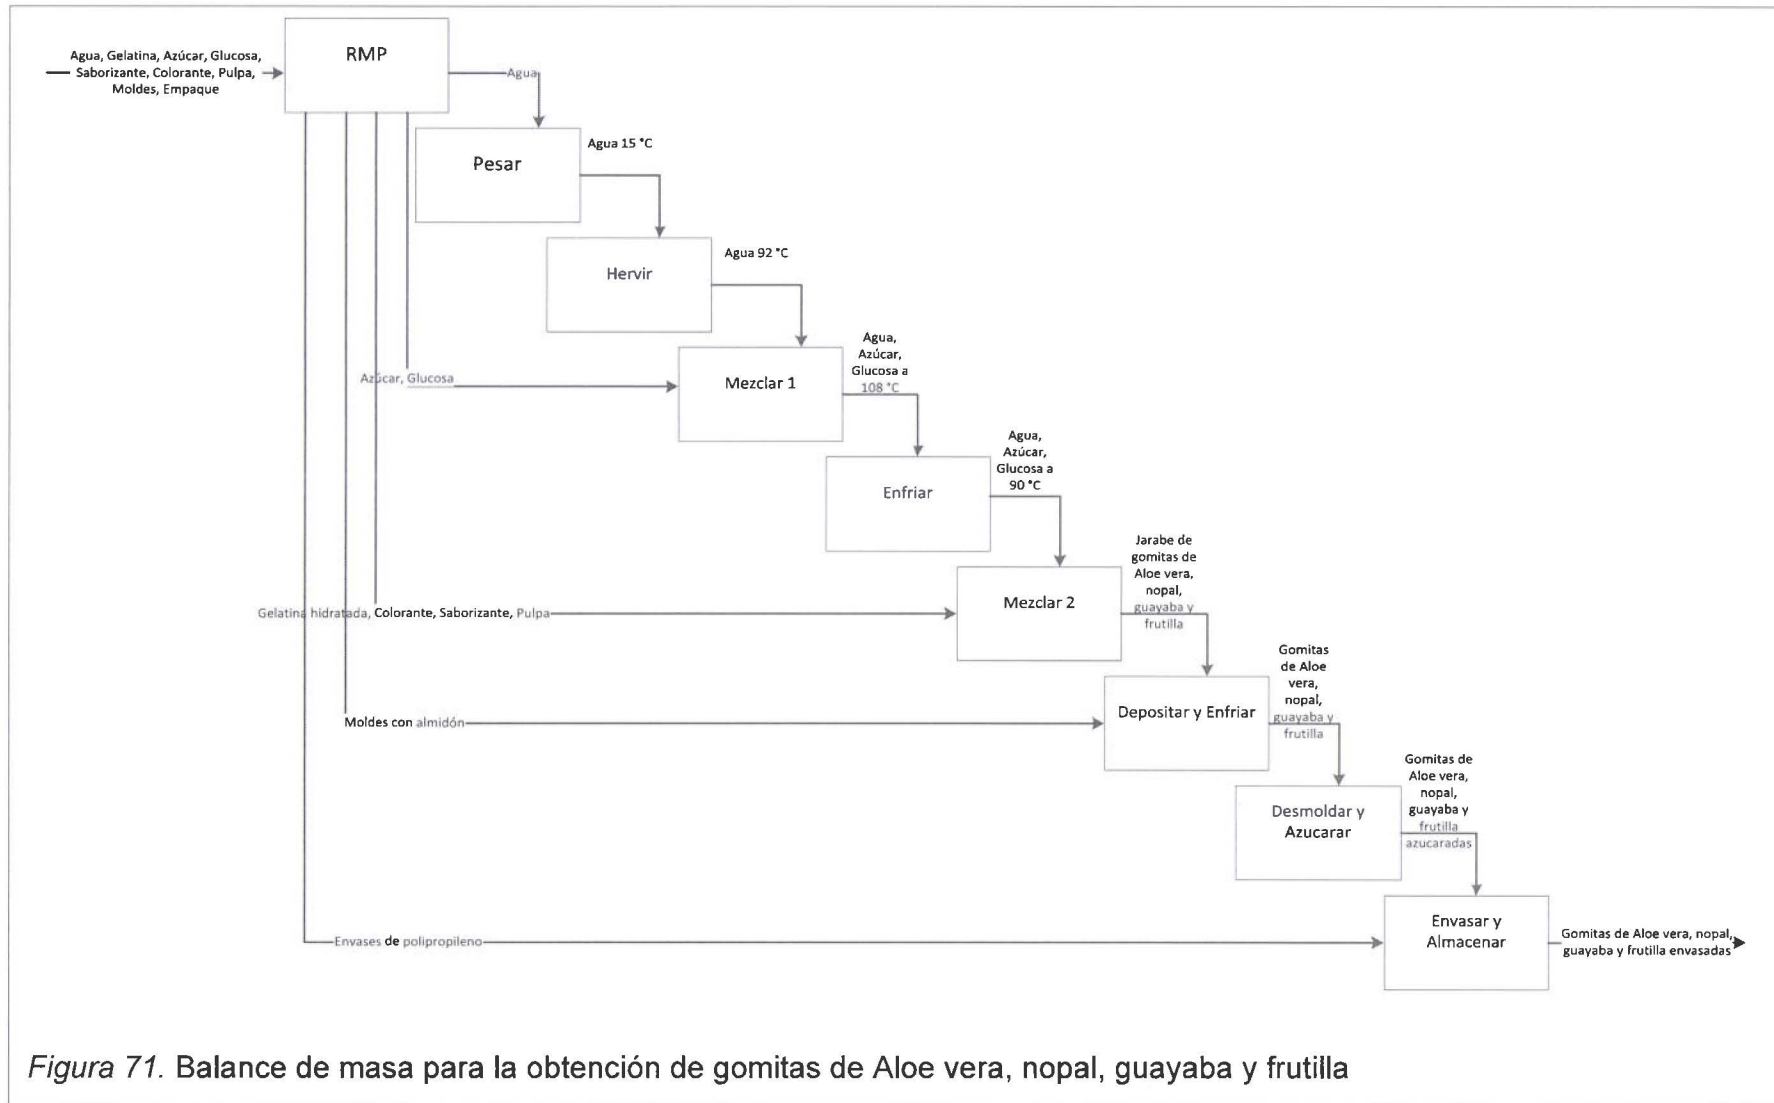 Agua, Gelatina, Azúcar, Glucosa,
Saborizante, Colorante, Pulpa,
Moldes, Empaque
RMP
Agua
Pesar
Agua 15 °C
Hervir
Agua 92 °C
Azúcar, Glucosa
Mezclar 1
Agua,
Azúcar,
Glucosa a
108 °C
Enfriar
Agua,
Azúcar,
Glucosa a
90 °C
Gelatina hidratada, Colorante, Saborizante, Pulpa
Mezclar 2
Jarabe de
gomitas de
Aloe vera,
nopal,
guayaba y
frutilla
Moldes con almidón
Depositar y Enfriar
Gomitas
de Aloe
vera,
nopal,
guayaba y
frutilla
Desmoldar y
Azucarar
Gomitas de
Aloe vera,
nopal,
guayaba y
frutilla
azucaradas
Envases de polipropileno
Envasar y
Almacenar
Gomitas de Aloe vera, nopal,
guayaba y frutilla envasadas
Figura 71. Balance de masa para la obtención de gomitas de Aloe vera, nopal, guayaba y frutilla